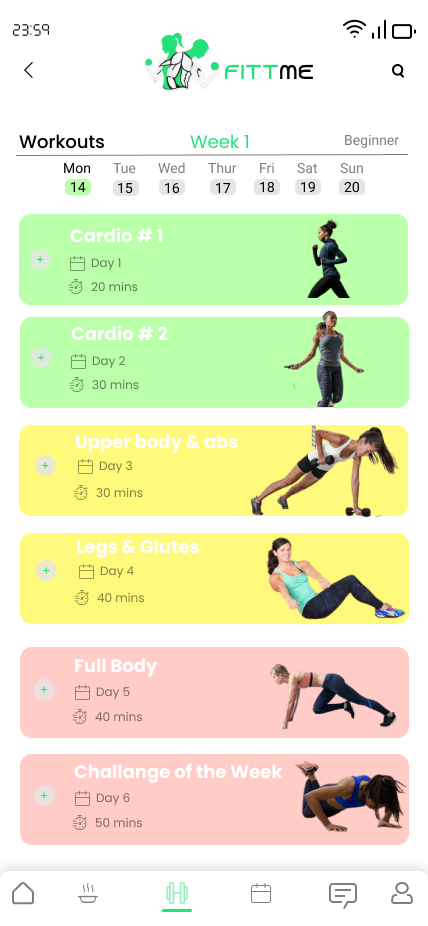 23:59
FITTME
Workouts Week 1 Beginner
Mon Tue Wed Thur Fri Sat Sun
14 15 16 17 18 19 20
Cardio # 1
+ Day 1
20 mins
Cardio # 2
+ Day 2
30 mins
Upper body & abs
+ Day 3
30 mins
Legs & Glutes
+ Day 4
40 mins
Full Body
+ Day 5
40 mins
Challange of the Week
+ Day 6
50 mins